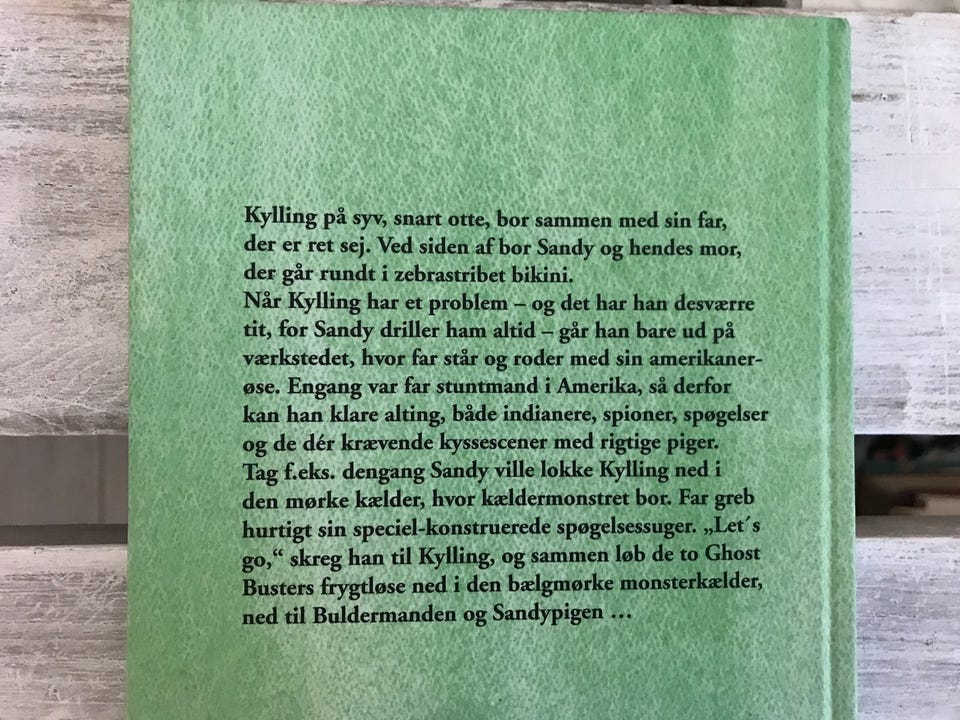 Kylling på syv, snart otte, bor sammen med sin far,
der er ret sej. Ved siden af bor Sandy og hendes mor,
der går rundt i zebrastribet bikini.
Når Kylling har et problem – og det har han desværre
tit, for Sandy driller ham altid – går han bare ud på
værkstedet, hvor far står og roder med sin amerikaner-
øse. Engang var far stuntmand i Amerika, så derfor
kan han klare alting, både indianere, spioner, spøgelser
og de dér krævende kyssescener med rigtige piger.
Tag f.eks. dengang Sandy ville lokke Kylling ned i
den mørke kælder, hvor kældermonstret bor. Far greb
hurtigt sin speciel-konstruerede spøgelsessuger. „Let´s
go,“ skreg han til Kylling, og sammen løb de to Ghost
Busters frygtløse ned i den bælgmørke monsterkælder,
ned til Buldermanden og Sandypigen ...